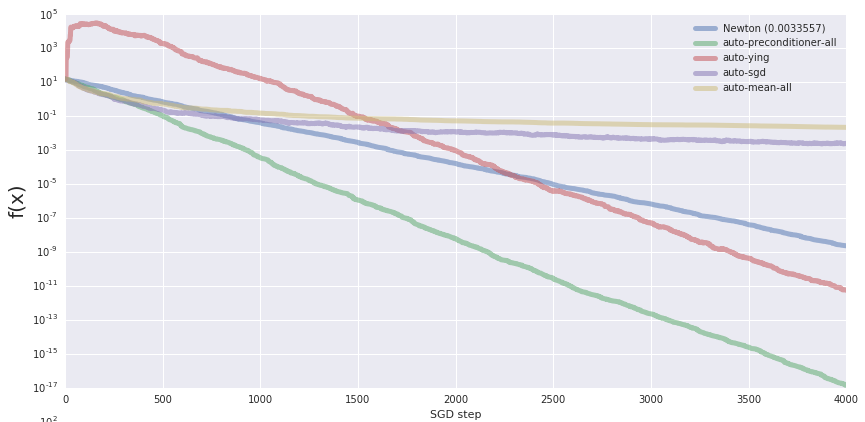 10^5
10^3
10^1
10^-1
10^-3
10^-5
10^-7
10^-9
10^-11
10^-13
10^-15
10^-17
f(x)
Newton (0.0033557)
auto-preconditioner-all
auto-ying
auto-sgd
auto-mean-all
0 500 1000 1500 2000 2500 3000 3500 4000
SGD step
10^2